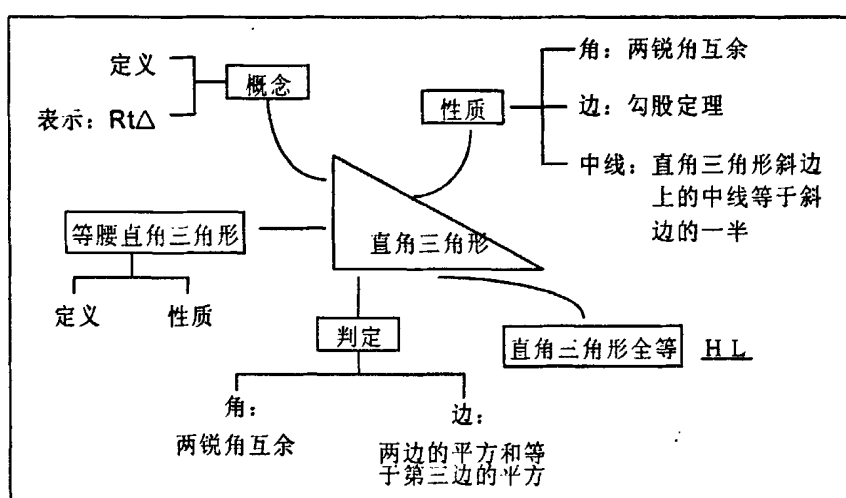 定义
概念
表示：Rt△
性质
角：两锐角互余
边：勾股定理
中线：直角三角形斜边
上的中线等于斜
边的一半
等腰直角三角形
定义
性质
直角三角形
判定
角：
两锐角互余
边：
两边的平方和等
于第三边的平方
直角三角形全等
HL